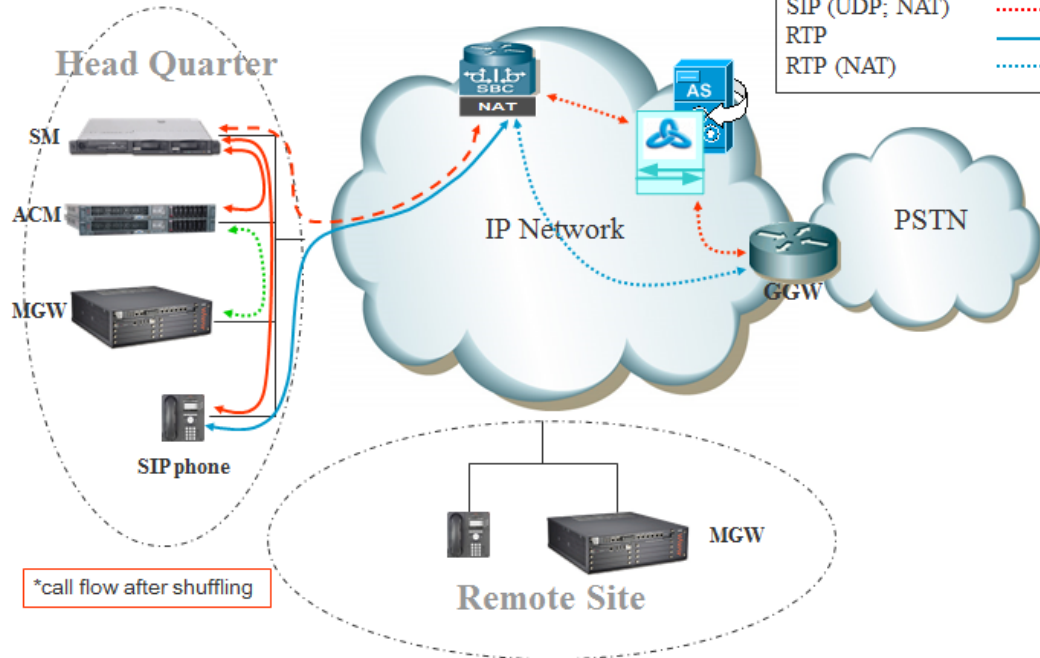 SIP (UDP; NAT)
RTP
RTP (NAT)
Head Quarter
SM
SBC
NAT
AS
ACM
IP Network
PSTN
MGW
GGW
SIP phone
MGW
*call flow after shuffling
Remote Site